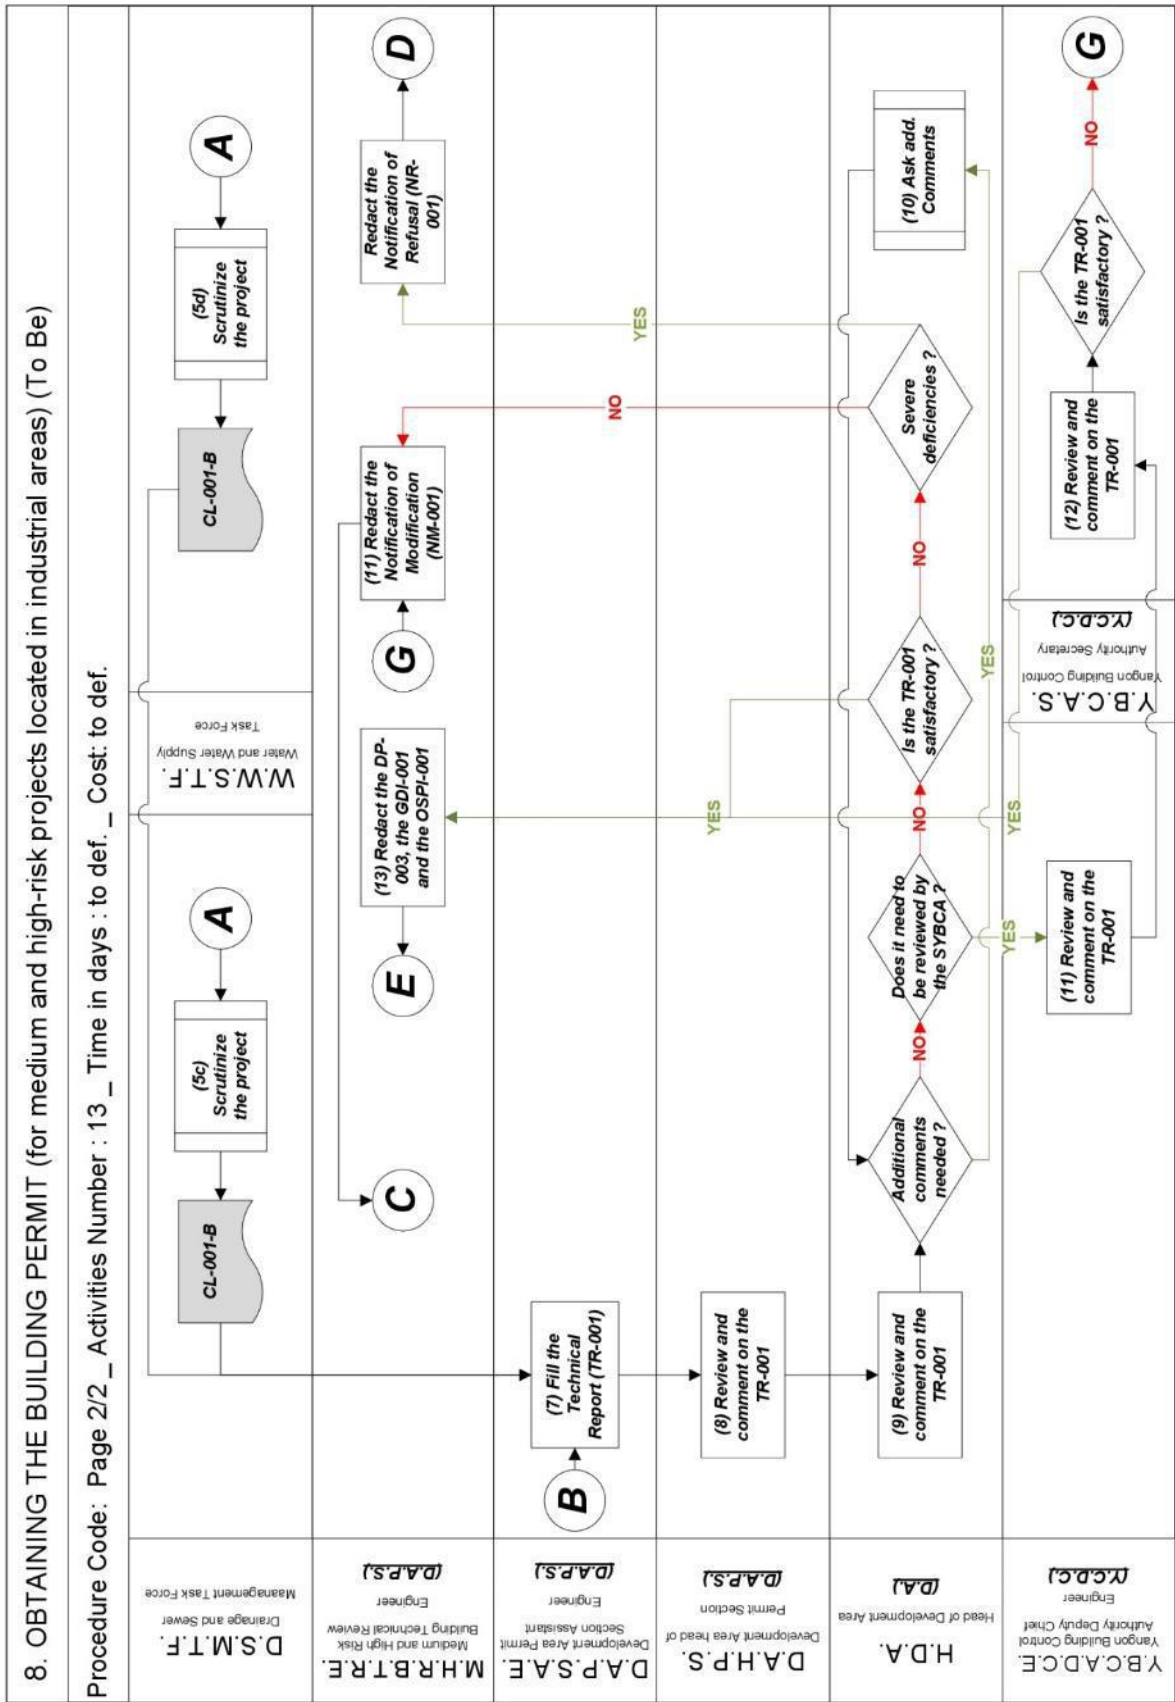 8. OBTAINING THE BUILDING PERMIT (for medium and high-risk projects located in industrial areas) (To Be)
Procedure Code: Page 2/2 _ Activities Number : 13 _ Time in days : to def. _ Cost: to def.
D.S.M.T.F.
Drainage and Sewer
Maanagement Task Force
CL-001-B
(5c)
Scrutinize
the project
A
W.W.S.T.F.
Water and Water Supply
Task Force
CL-001-B
(5d)
Scrutinize
the project
A
M.H.R.B.T.R.E.
Medium and High Risk
Building Technical Review
Engineer
(D.A.P.S.)
C
E
(13) Redact the DP-
003, the GDI-001
and the OSPI-001
G
(11) Redact the
Notification of
Modification
(NM-001)
Redact the
Notification of
Refusal (NR-
001)
D
D.A.P.S.A.E.
Development Area Permit
Section Assistant
Engineer
(D.A.P.S.)
B
(7) Fill the
Technical
Report (TR-001)
NO
YES
D.A.H.P.S.
Development Area head of
Permit Section
(D.A.P.S.)
(8) Review and
comment on the
TR-001
YES
H.D.A.
Head of Development Area
(D.A.)
(9) Review and
comment on the
TR-001
Additional
comments
needed ?
NO
Does it need to
be reviewed by
the SYBCA ?
NO
Is the TR-001
satisfactory ?
NO
Severe
deficiencies ?
(10) Ask add.
Comments
YES
YES
YES
Y.B.C.A.D.C.E.
Yangon Building Control
Authority Deputy Chief
Engineer
(Y.C.D.C.)
(11) Review and
comment on the
TR-001
Y.B.C.A.S.
Yangon Building Control
Authority Secretary
(Y.C.D.C.)
(12) Review and
comment on the
TR-001
Is the TR-001
satisfactory ?
NO
G